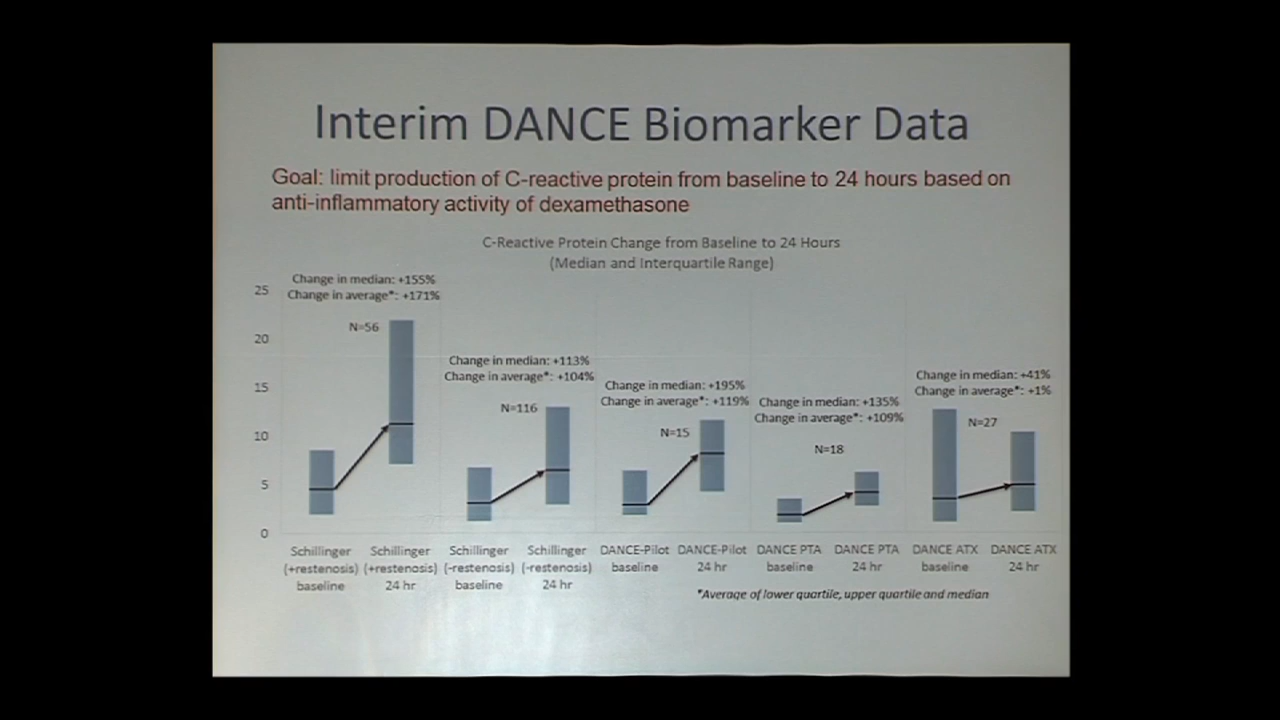 Interim DANCE Biomarker Data
Goal: limit production of C-reactive protein from baseline to 24 hours based on
anti-inflammatory activity of dexamethasone
C-Reactive Protein Change from Baseline to 24 Hours
(Median and Interquartile Range)
Change in median: +155%
Change in average*: +171%
N=56
Change in median: +113%
Change in average*: +104%
N=116
Change in median: +195%
Change in average*: +119%
N=15
Change in median: +135%
Change in average*: +109%
N=18
Change in median: +41%
Change in average*: +1%
N=27
25
20
15
10
5
0
Schillinger
(+restenosis)
baseline
Schillinger
(+restenosis)
24 hr
Schillinger
(-restenosis)
baseline
Schillinger
(-restenosis)
24 hr
DANCE-Pilot
baseline
DANCE-Pilot
24 hr
DANCE PTA
baseline
DANCE PTA
24 hr
DANCE ATX
baseline
DANCE ATX
24 hr
*Average of lower quartile, upper quartile and median